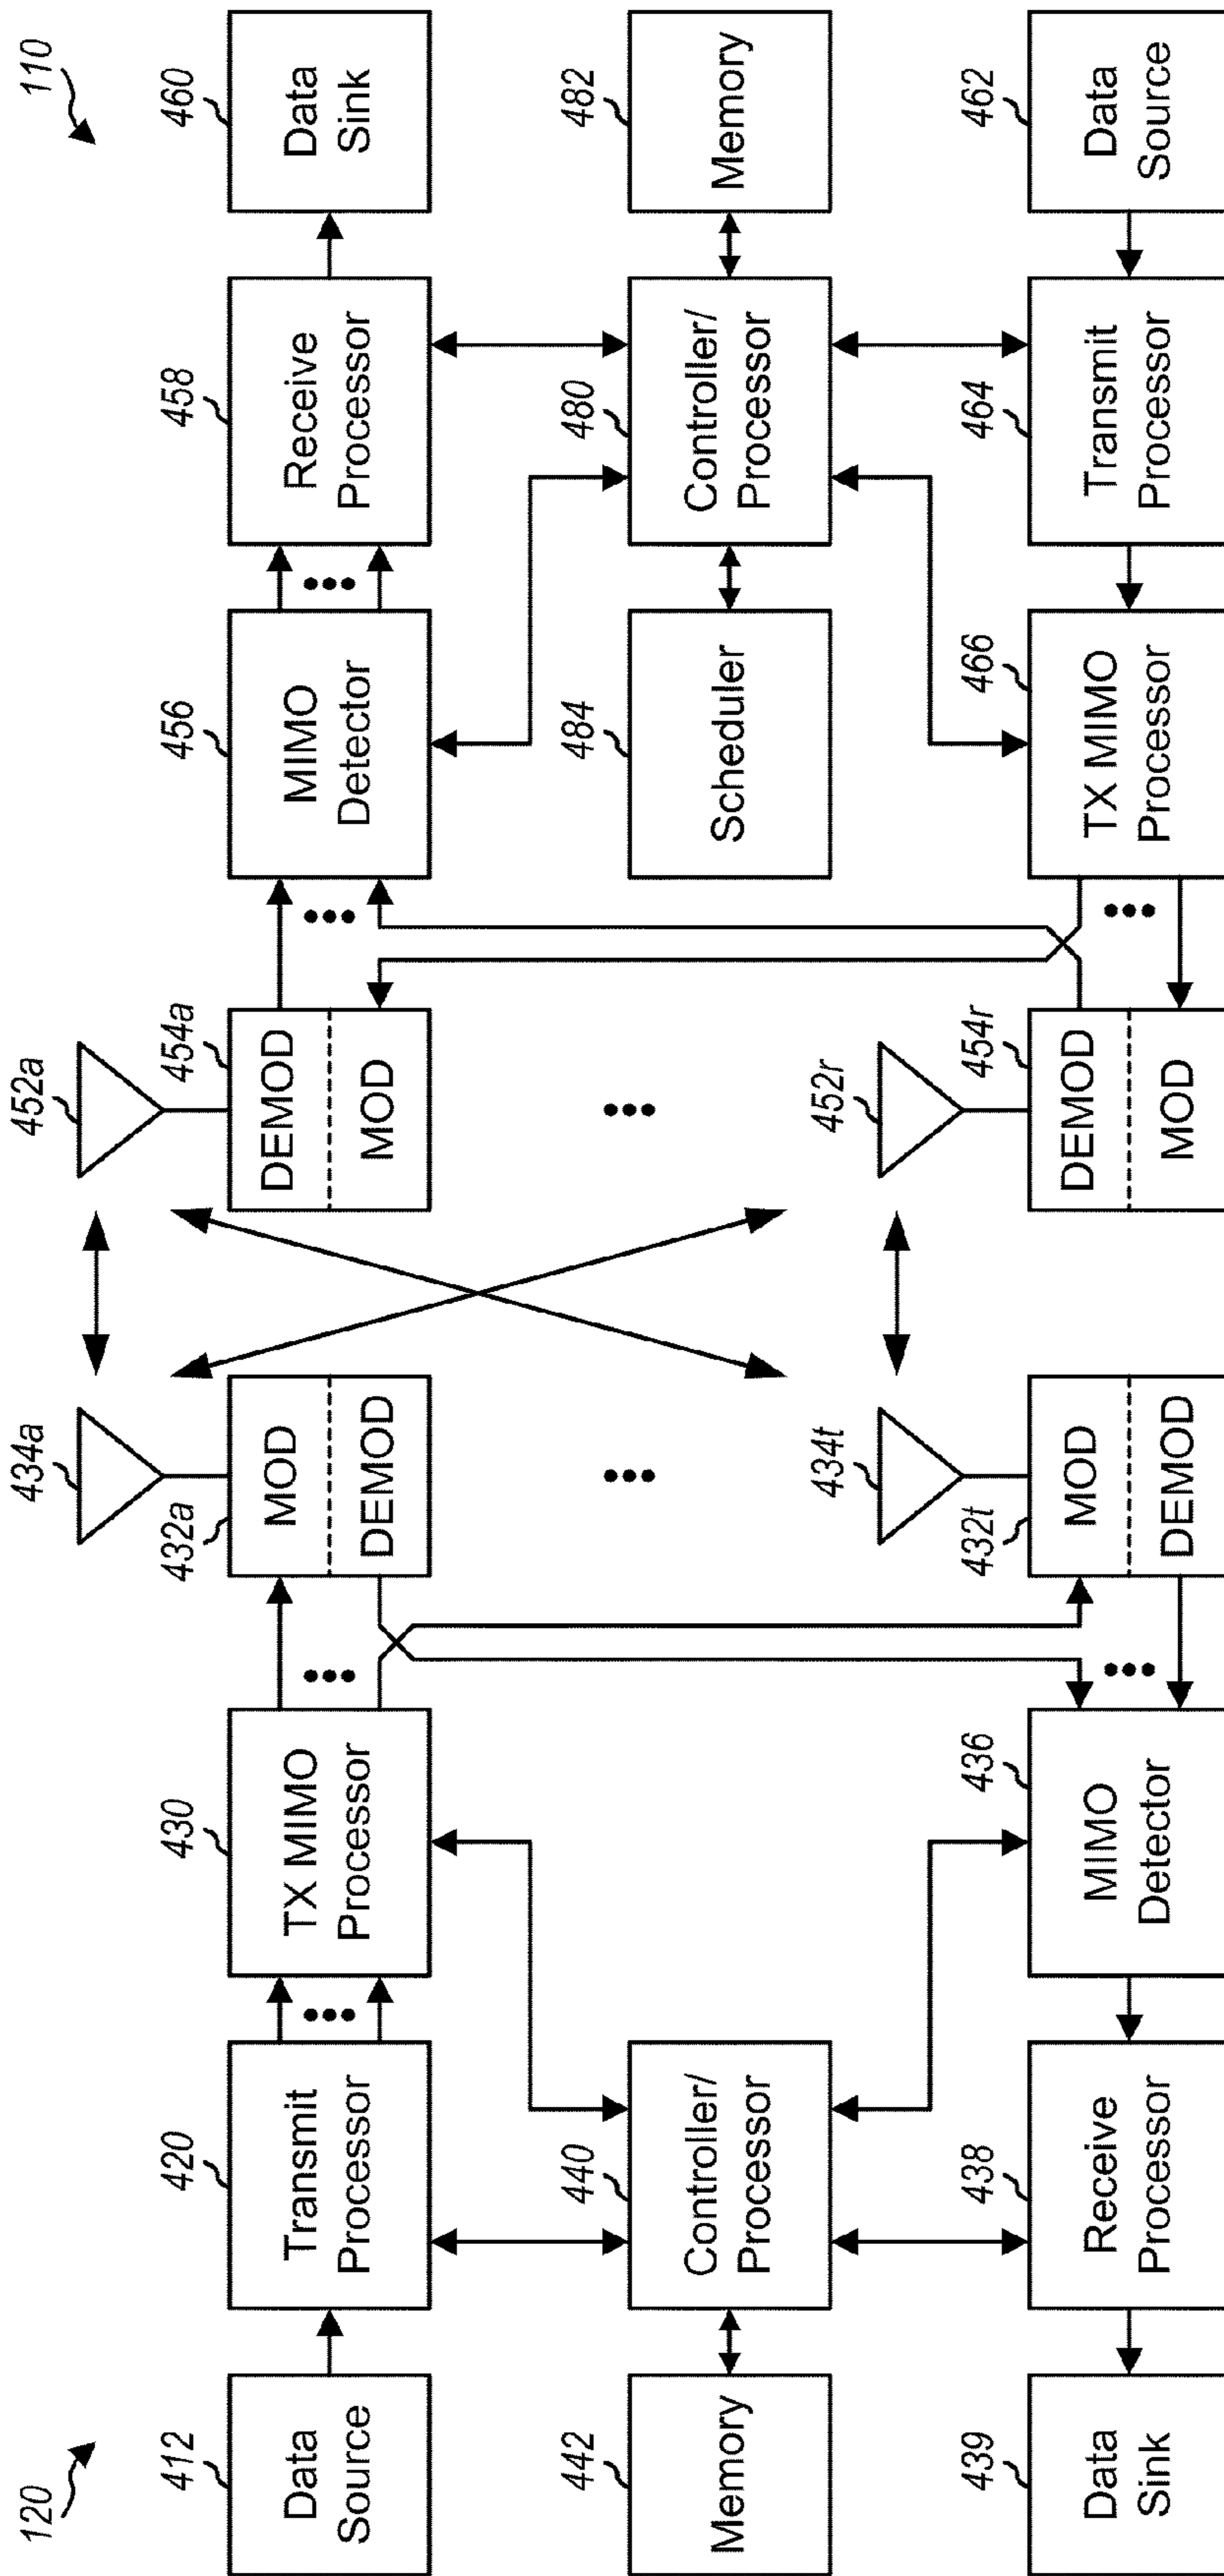 120
110
412
Data
Source
420
Transmit
Processor
430
TX MIMO
Processor
434a
432a
MOD
DEMOD
452a
454a
DEMOD
MOD
456
MIMO
Detector
458
Receive
Processor
460
Data
Sink
442
Memory
440
Controller/
Processor
484
Scheduler
480
Controller/
Processor
482
Memory
439
Data
Sink
438
Receive
Processor
436
MIMO
Detector
434t
432t
MOD
DEMOD
452r
454r
DEMOD
MOD
466
TX MIMO
Processor
464
Transmit
Processor
462
Data
Source